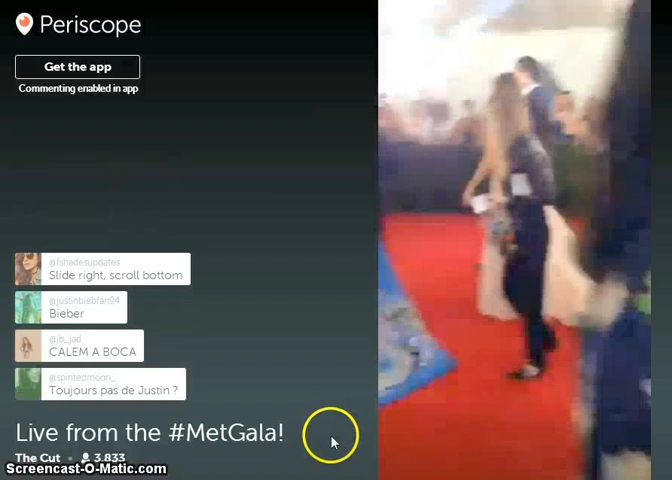 Periscope
Get the app
Commenting enabled in app
@fshadesupdates
Slide right, scroll bottom
@justinbiebfan94
Bieber
@jb_jad
CALEM A BOCA
@spintedmoon_
Toujours pas de Justin ?
Live from the #MetGala!
The Cut • 3.833
Screencast-O-Matic.com